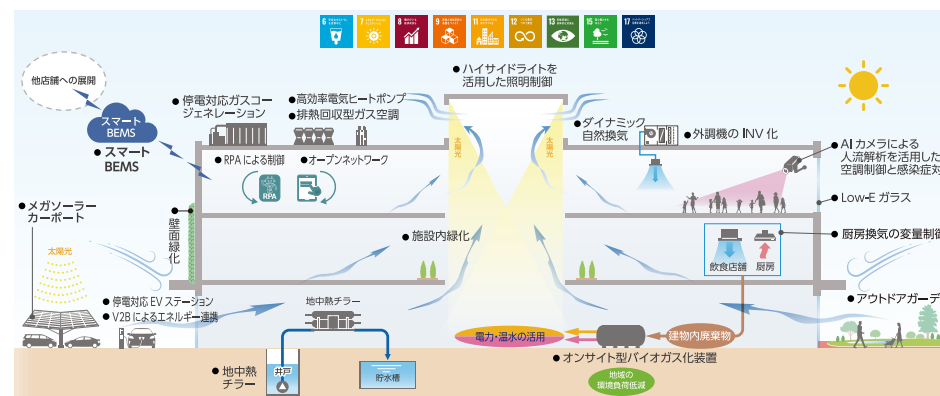 6
7
8
9
11
12
13
15
17
他店舗への展開
スマート
BEMS
●スマート
BEMS
●停電対応ガスコー
ジェネレーション
●高効率電気ヒートポンプ
●排熱回収型ガス空調
●ハイサイドライトを
活用した照明制御
太陽光
太陽光
●ダイナミック
自然換気
●外調機の INV 化
●RPA による制御
●オープンネットワーク
RPA
●AI カメラによる
人流解析を活用した
空調制御と感染症対
●Low-E ガラス
●メガソーラー
カーポート
太陽光
●壁面緑化
●施設内緑化
●厨房換気の変量制御
飲食店舗
厨房
●停電対応 EV ステーション
●V2B によるエネルギー連携
地中熱チラー
電力・温水の活用
建物内廃棄物
●アウトドアガーデ
●オンサイト型バイオガス化装置
●地中熱
チラー
井戸
貯水槽
地域の
環境負荷低減